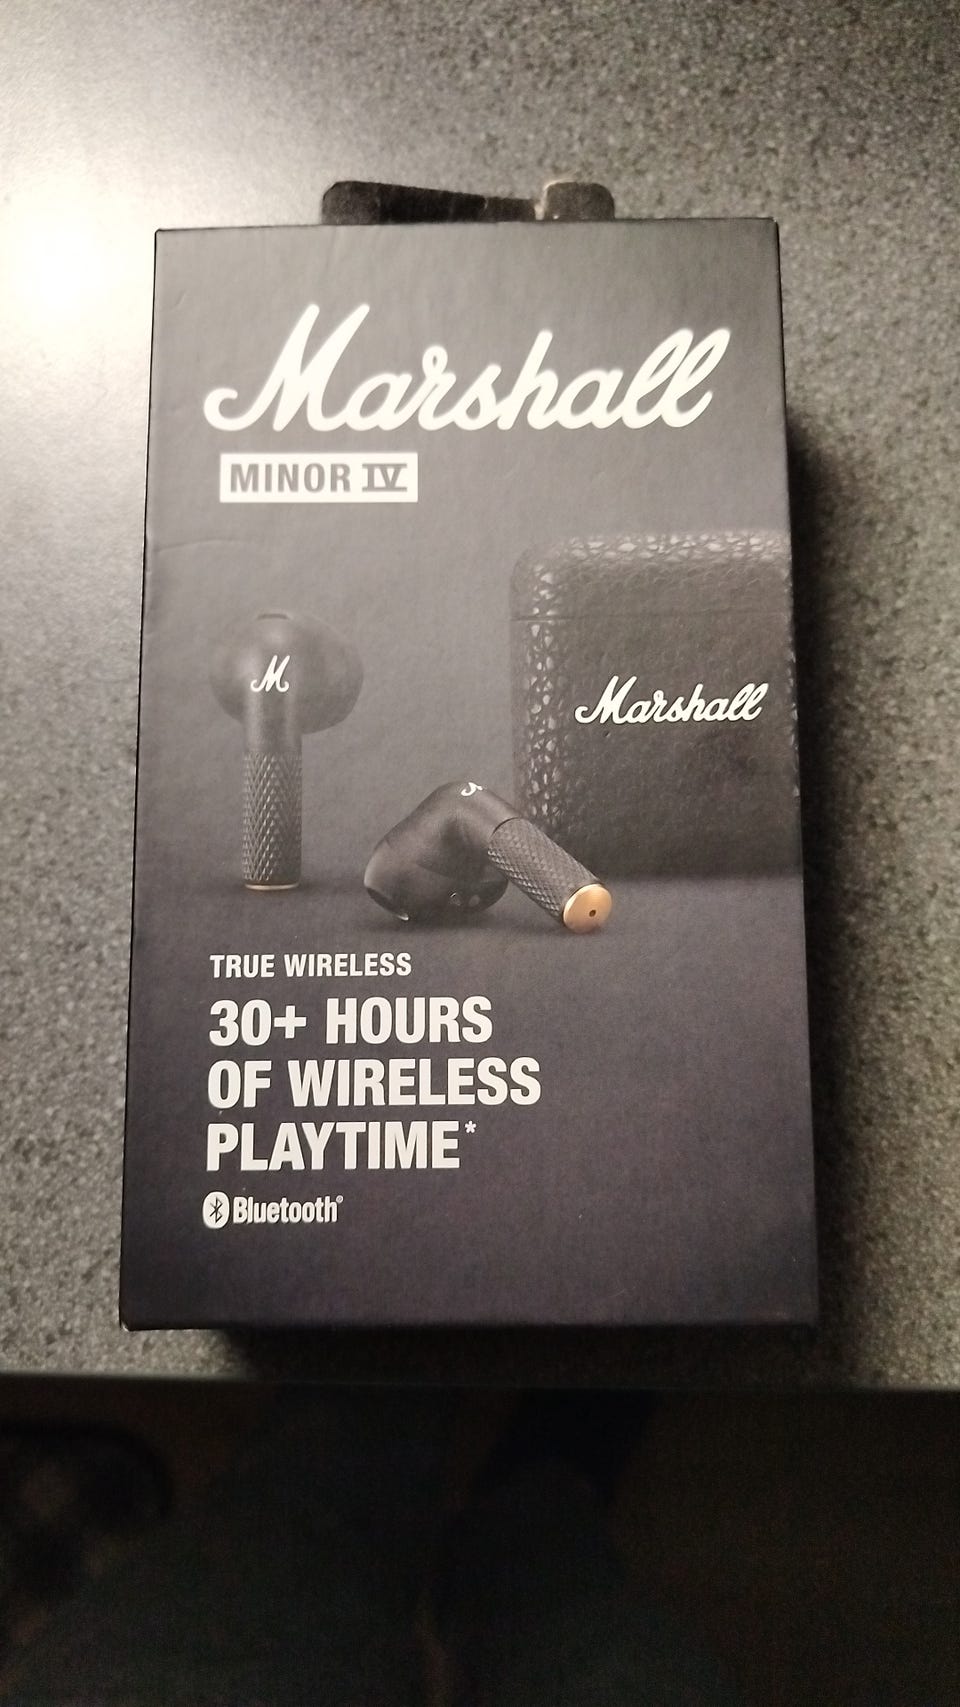 Marshall
MINOR IV
M
Marshall
TRUE WIRELESS
30+ HOURS
OF WIRELESS
PLAYTIME*
Bluetooth®